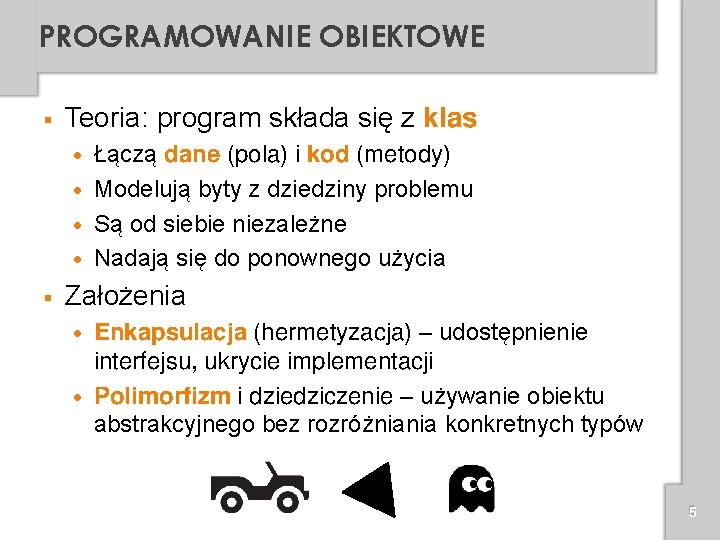 PROGRAMOWANIE OBIEKTOWE
Teoria: program składa się z klas
Łączą dane (pola) i kod (metody)
Modelują byty z dziedziny problemu
Są od siebie niezależne
Nadają się do ponownego użycia
Założenia
Enkapsulacja (hermetyzacja) – udostępnienie
interfejsu, ukrycie implementacji
Polimorfizm i dziedziczenie – używanie obiektu
abstrakcyjnego bez rozróżniania konkretnych typów
5